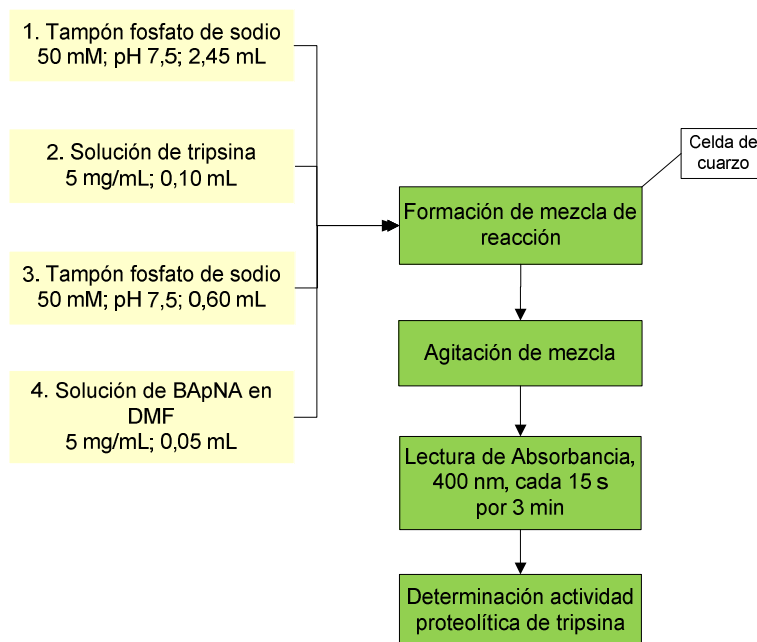 1. Tampón fosfato de sodio
50 mM; pH 7,5; 2,45 mL
2. Solución de tripsina
5 mg/mL; 0,10 mL
3. Tampón fosfato de sodio
50 mM; pH 7,5; 0,60 mL
4. Solución de BApNA en
DMF
5 mg/mL; 0,05 mL
Celda de
cuarzo
Formación de mezcla de
reacción
Agitación de mezcla
Lectura de Absorbancia,
400 nm, cada 15 s
por 3 min
Determinación actividad
proteolítica de tripsina